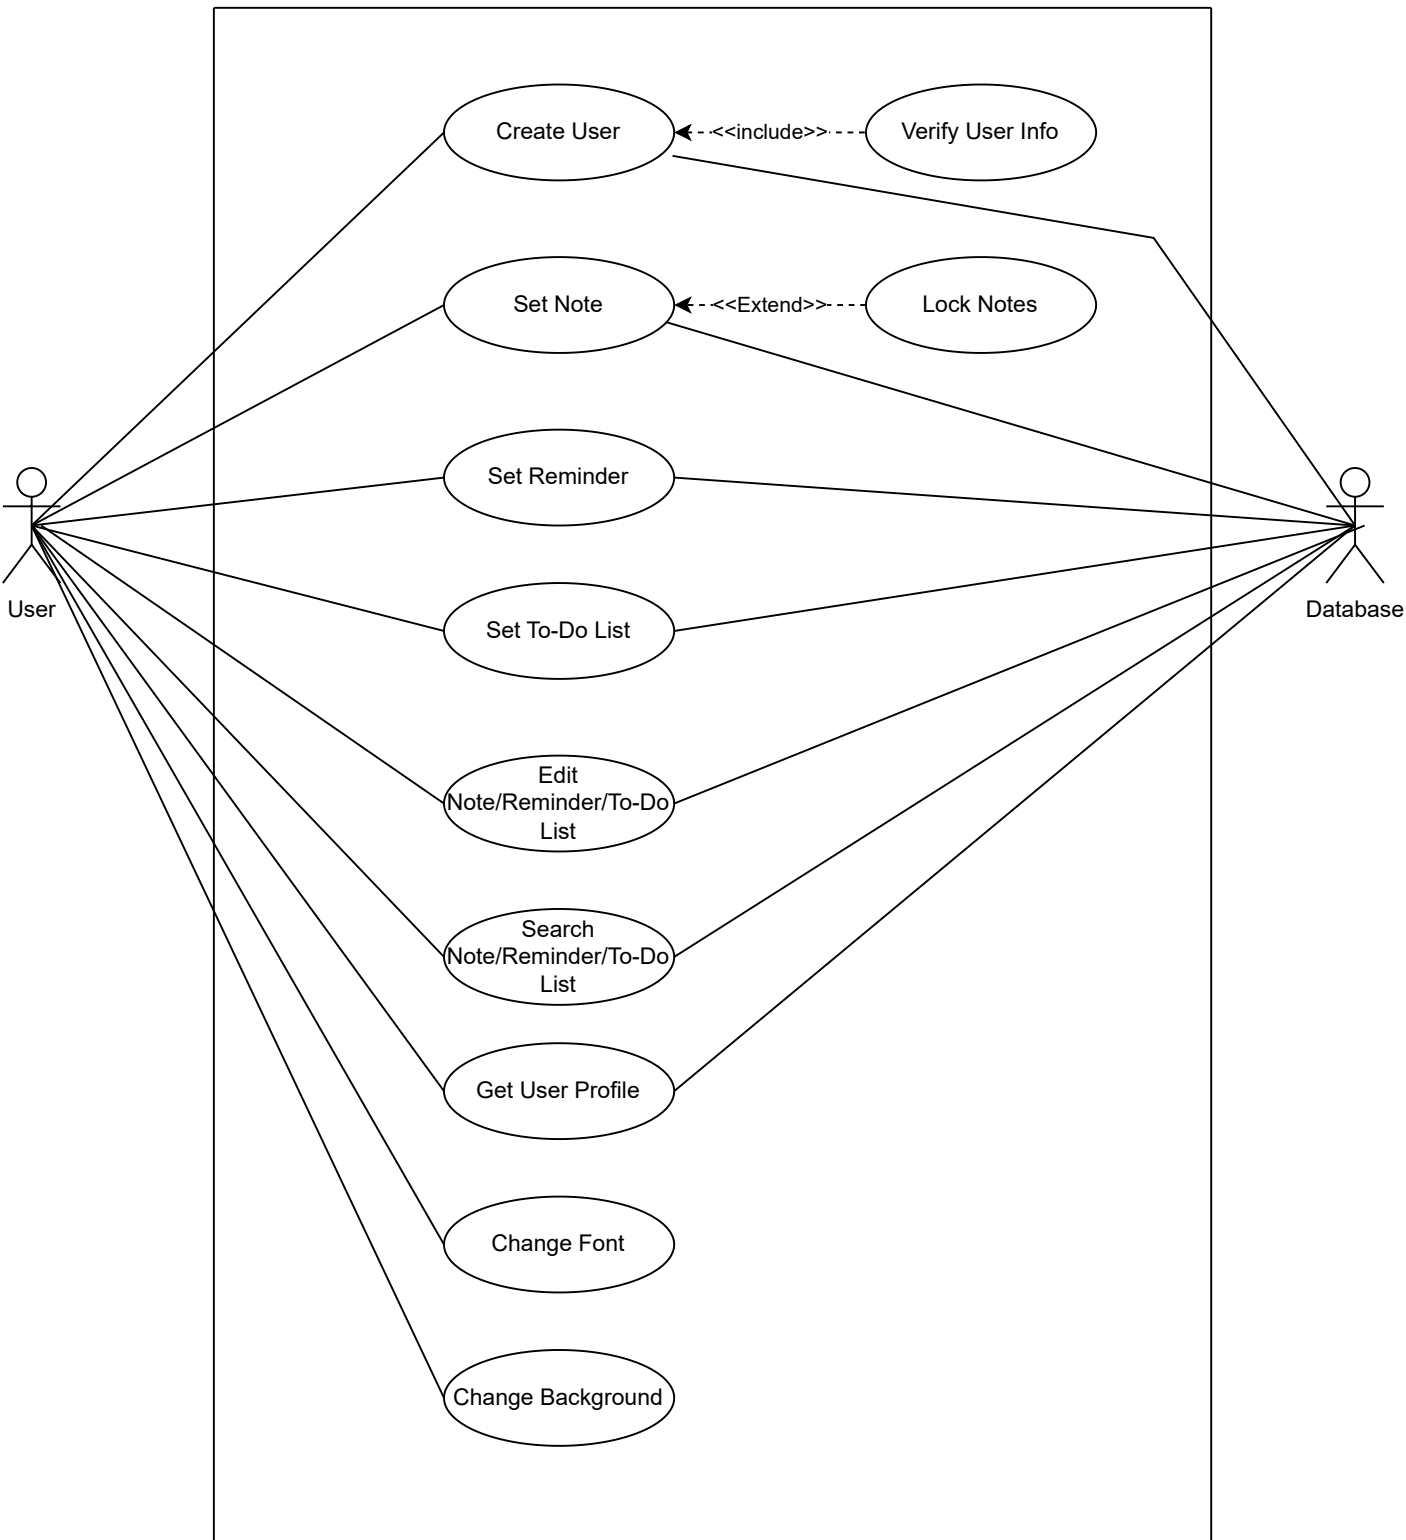 Create User
<<include>>
Verify User Info
Set Note
<<Extend>>
Lock Notes
Set Reminder
User
Database
Set To-Do List
Edit
Note/Reminder/To-Do
List
Search
Note/Reminder/To-Do
List
Get User Profile
Change Font
Change Background